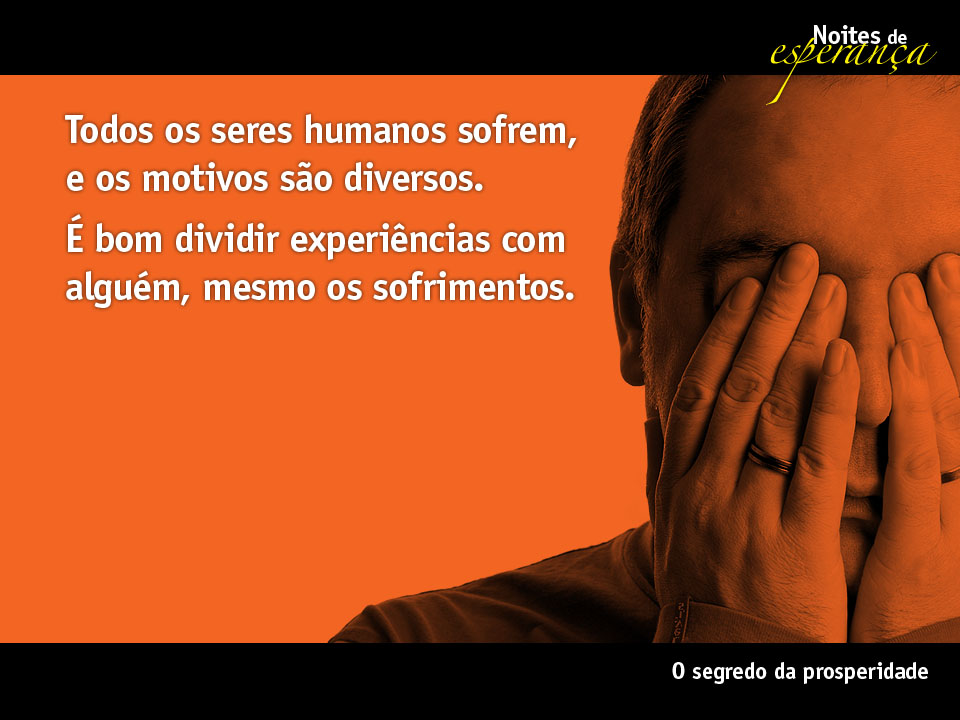 Noites de
esperança
Todos os seres humanos sofrem,
e os motivos são diversos.
É bom dividir experiências com
alguém, mesmo os sofrimentos.
O segredo da prosperidade